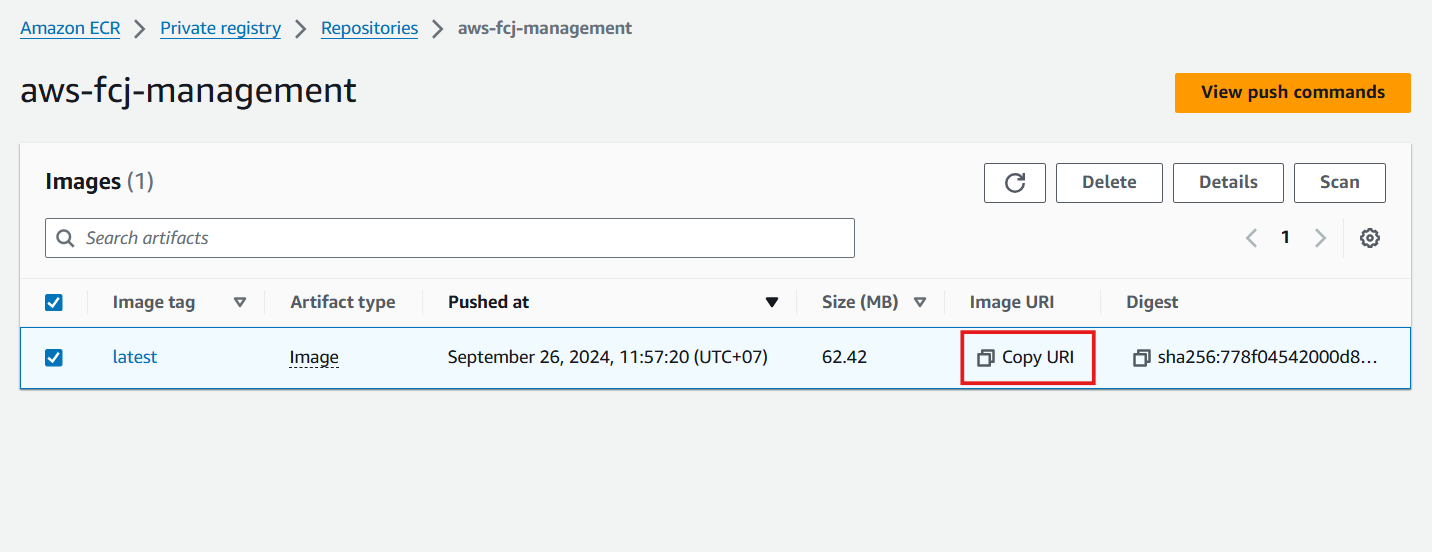 Amazon ECR > Private registry > Repositories > aws-fcj-management
aws-fcj-management
View push commands
Images (1)
Delete Details Scan
Search artifacts
1
Image tag Artifact type Pushed at Size (MB) Image URI Digest
latest Image September 26, 2024, 11:57:20 (UTC+07) 62.42 Copy URI sha256:778f04542000d8...